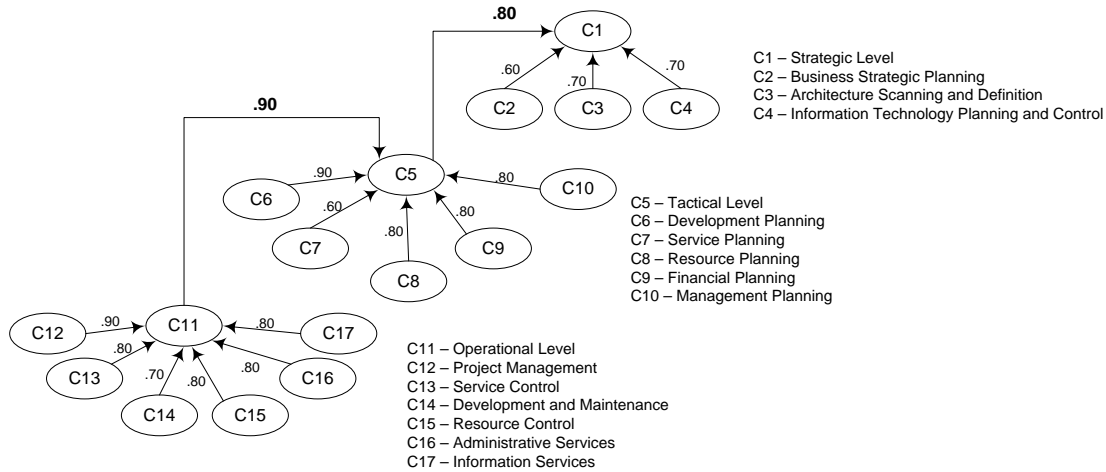 .80
C1
.60
.70
.70
C2
C3
C4
C1 – Strategic Level
C2 – Business Strategic Planning
C3 – Architecture Scanning and Definition
C4 – Information Technology Planning and Control
.90
C5
.90
.80
C6
C10
.60
.80
.80
C7
C9
C8
C5 – Tactical Level
C6 – Development Planning
C7 – Service Planning
C8 – Resource Planning
C9 – Financial Planning
C10 – Management Planning
C11
.90
.80
C12
C17
.80
.70
.80
.80
C13
C16
C14
C15
C11 – Operational Level
C12 – Project Management
C13 – Service Control
C14 – Development and Maintenance
C15 – Resource Control
C16 – Administrative Services
C17 – Information Services